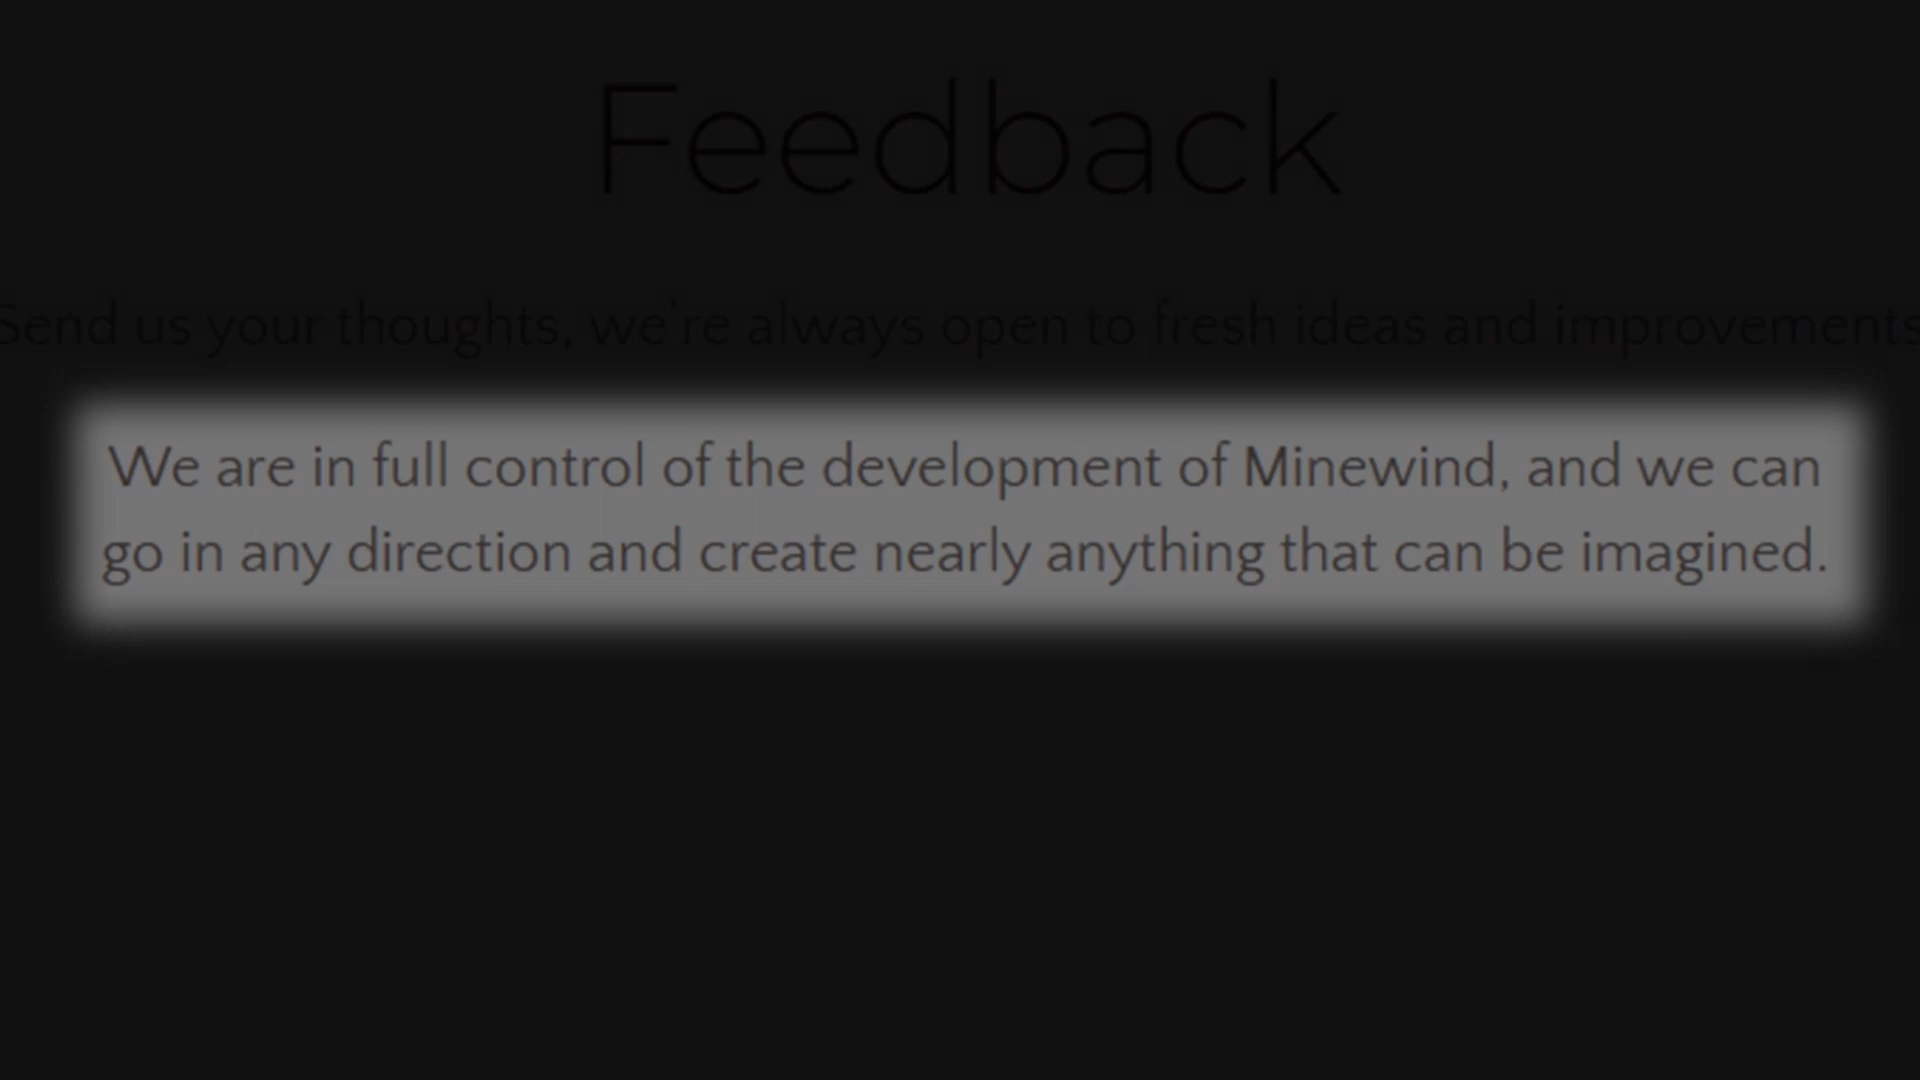 Feedback
Send us your thoughts, we're always open to fresh ideas and improvements
We are in full control of the development of Minewind, and we can
go in any direction and create nearly anything that can be imagined.